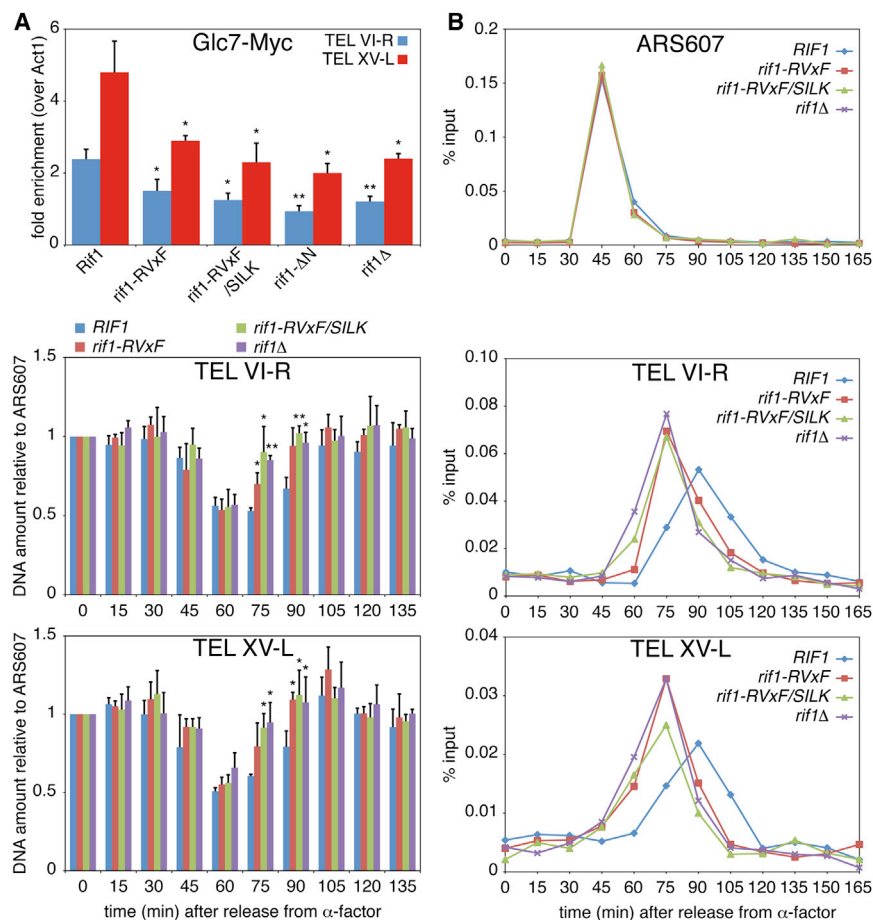 A
Glc7-Myc
TEL VI-R
TEL XV-L
fold enrichment (over Act1)
6
4
2
0
*
*
*
*
*
*
**
**
Rif1
rif1-RVxF
rif1-RVxF
/SILK
rif1-ΔN
rif1Δ
RIF1
rif1-RVxF
rif1-RVxF/SILK
rif1Δ
TEL VI-R
DNA amount relative to ARS607
1.5
1
0.5
0
*
*
**
**
*
0 15 30 45 60 75 90 105 120 135
TEL XV-L
DNA amount relative to ARS607
1.5
1
0.5
0
*
*
*
*
*
0 15 30 45 60 75 90 105 120 135
time (min) after release from α-factor
B
ARS607
RIF1
rif1-RVxF
rif1-RVxF/SILK
rif1Δ
% input
0.2
0.15
0.1
0.05
0
0 15 30 45 60 75 90 105 120 135 165
TEL VI-R
RIF1
rif1-RVxF
rif1-RVxF/SILK
rif1Δ
% input
0.10
0.08
0.06
0.04
0.02
0
0 15 30 45 60 75 90 105 120 135 165
TEL XV-L
RIF1
rif1-RVxF
rif1-RVxF/SILK
rif1Δ
% input
0.04
0.03
0.02
0.01
0
0 15 30 45 60 75 90 105 120 135 165
time (min) after release from α-factor